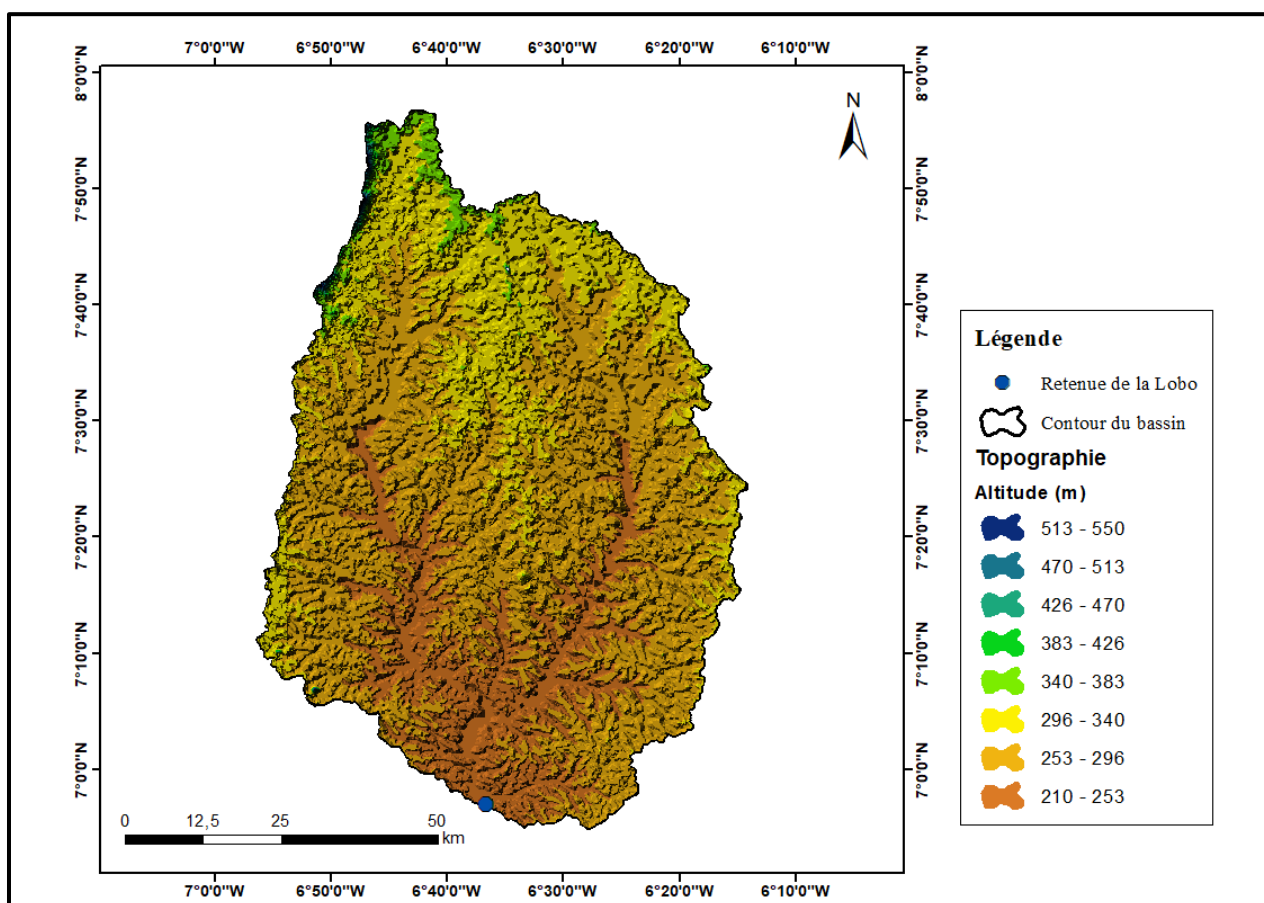 7°0'0"W 6°50'0"W 6°40'0"W 6°30'0"W 6°20'0"W 6°10'0"W
8°0'0"N 8°0'0"N
N
7°50'0"N 7°50'0"N
7°40'0"N 7°40'0"N
7°30'0"N 7°30'0"N
7°20'0"N 7°20'0"N
7°10'0"N 7°10'0"N
7°0'0"N 7°0'0"N
0 12,5 25 50
km
7°0'0"W 6°50'0"W 6°40'0"W 6°30'0"W 6°20'0"W 6°10'0"W
Légende
Retenue de la Lobo
Contour du bassin
Topographie
Altitude (m)
513 - 550
470 - 513
426 - 470
383 - 426
340 - 383
296 - 340
253 - 296
210 - 253